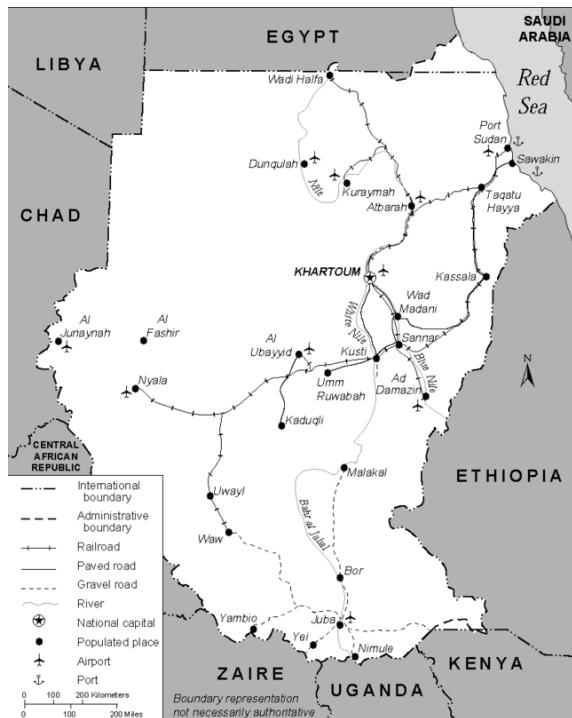 EGYPT
SAUDI
ARABIA
LIBYA
Red
Sea
Wadi Halfa
Port
Sudan
Sawakin
Dunqulah
Nile
Kuraymah
Atbarah
Taqatu
Hayya
CHAD
KHARTOUM
Kassala
White Nile
Wad
Madani
Al
Junaynah
Al
Fashir
Al
Ubayyid
Kusti
Sannar
Blue Nile
N
Nyala
Umm
Ruwabah
Ad
Damazin
Kaduqli
CENTRAL
AFRICAN
REPUBLIC
ETHIOPIA
Malakal
Uwayl
Bahr al Jabal
Waw
Bor
Yambio
Juba
Yei
Nimule
ZAIRE
UGANDA
KENYA
International
boundary
Administrative
boundary
Railroad
Paved road
Gravel road
River
National capital
Populated place
Airport
Port
0 100 200 Kilometers
0 100 200 Miles
Boundary representation
not necessarily authoritative